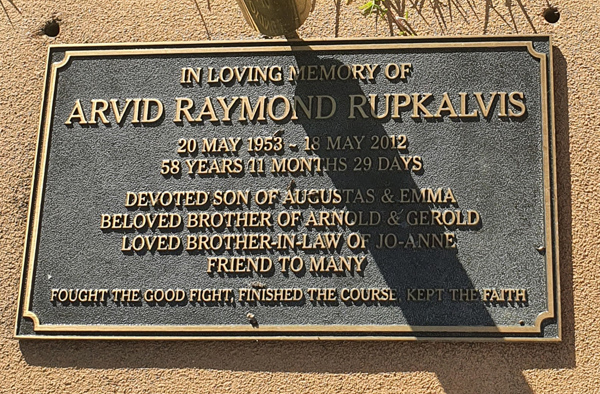 IN LOVING MEMORY OF
ARVID RAYMOND RUPKALVIS
20 MAY 1953 - 18 MAY 2012
58 YEARS 11 MONTHS 29 DAYS
DEVOTED SON OF AUGUSTAS & EMMA
BELOVED BROTHER OF ARNOLD & GEROLD
LOVED BROTHER-IN-LAW OF JO-ANNE
FRIEND TO MANY
FOUGHT THE GOOD FIGHT, FINISHED THE COURSE, KEPT THE FAITH